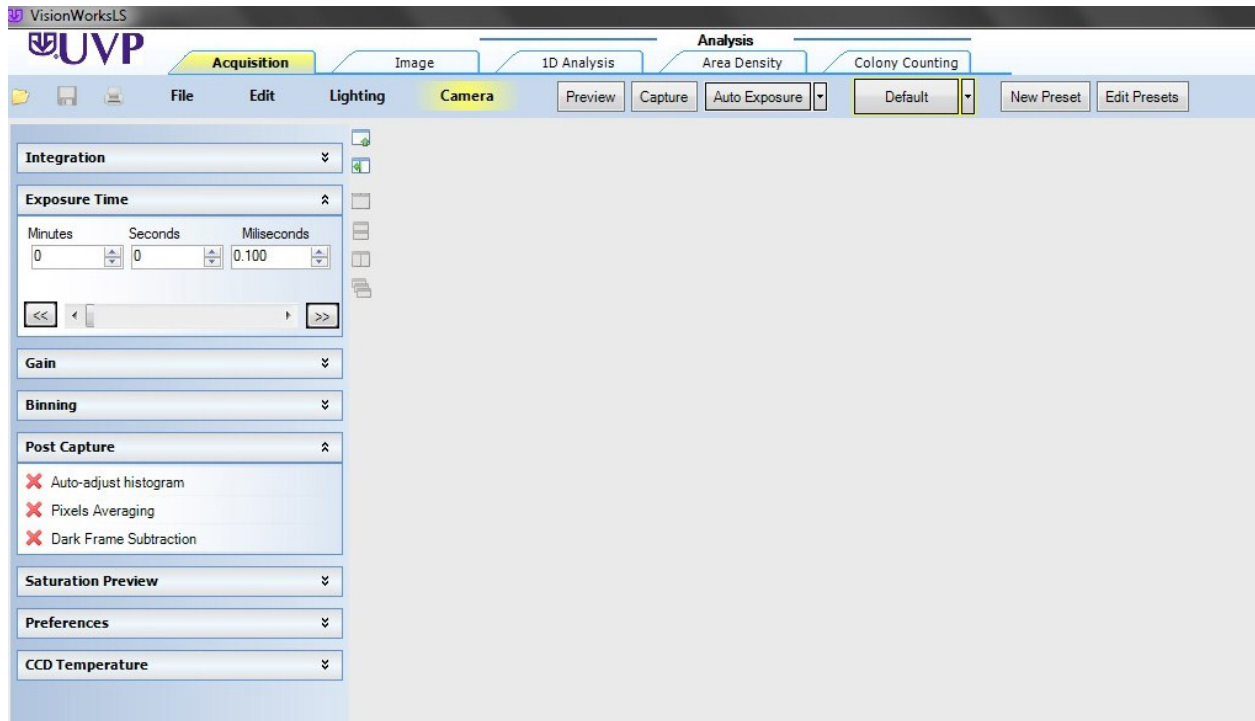 VisionWorksLS
UVP
Analysis
Acquisition Image 1D Analysis Area Density Colony Counting
File Edit Lighting Camera Preview Capture Auto Exposure Default New Preset Edit Presets
Integration
Exposure Time
Minutes Seconds Miliseconds
0 0 0.100
<< >>
Gain
Binning
Post Capture
Auto-adjust histogram
Pixels Averaging
Dark Frame Subtraction
Saturation Preview
Preferences
CCD Temperature